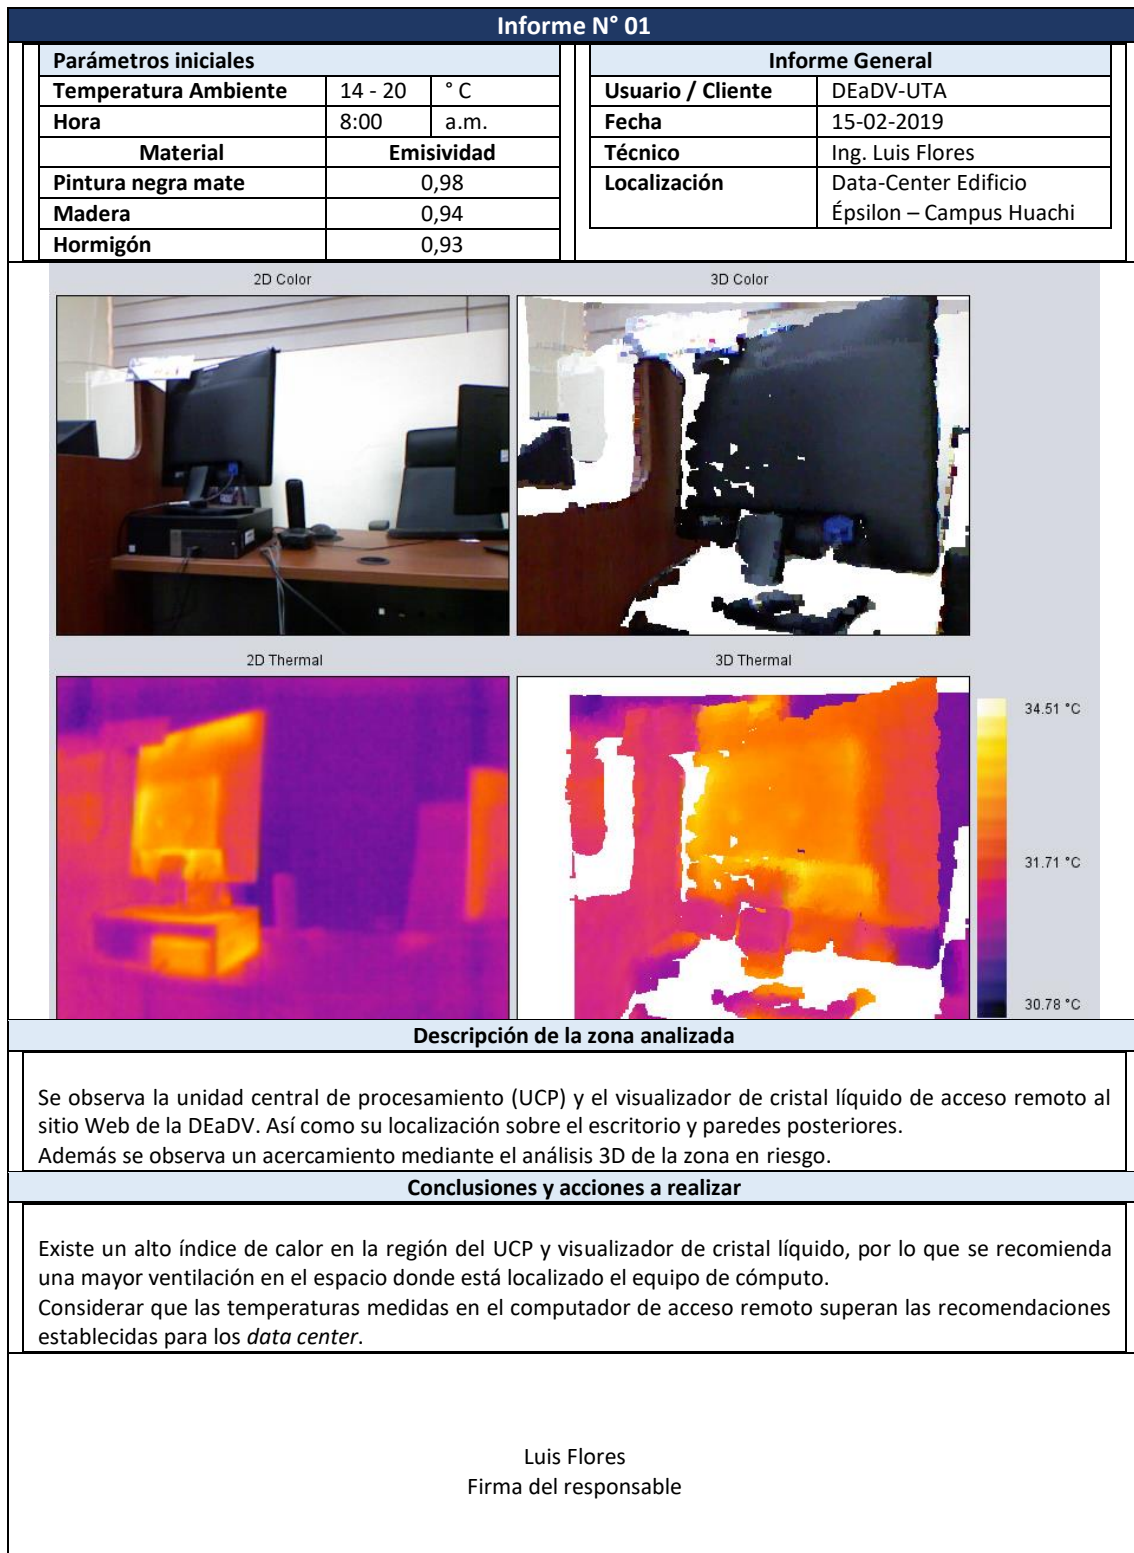 Informe N° 01
Parámetros iniciales
Temperatura Ambiente 14 - 20 ° C
Hora 8:00 a.m.
Material Emisividad
Pintura negra mate 0,98
Madera 0,94
Hormigón 0,93
Informe General
Usuario / Cliente DEaDV-UTA
Fecha 15-02-2019
Técnico Ing. Luis Flores
Localización Data-Center Edificio
Épsilon – Campus Huachi
2D Color
3D Color
2D Thermal
3D Thermal
34.51 °C
31.71 °C
30.78 °C
Descripción de la zona analizada
Se observa la unidad central de procesamiento (UCP) y el visualizador de cristal líquido de acceso remoto al
sitio Web de la DEaDV. Así como su localización sobre el escritorio y paredes posteriores.
Además se observa un acercamiento mediante el análisis 3D de la zona en riesgo.
Conclusiones y acciones a realizar
Existe un alto índice de calor en la región del UCP y visualizador de cristal líquido, por lo que se recomienda
una mayor ventilación en el espacio donde está localizado el equipo de cómputo.
Considerar que las temperaturas medidas en el computador de acceso remoto superan las recomendaciones
establecidas para los data center.
Luis Flores
Firma del responsable